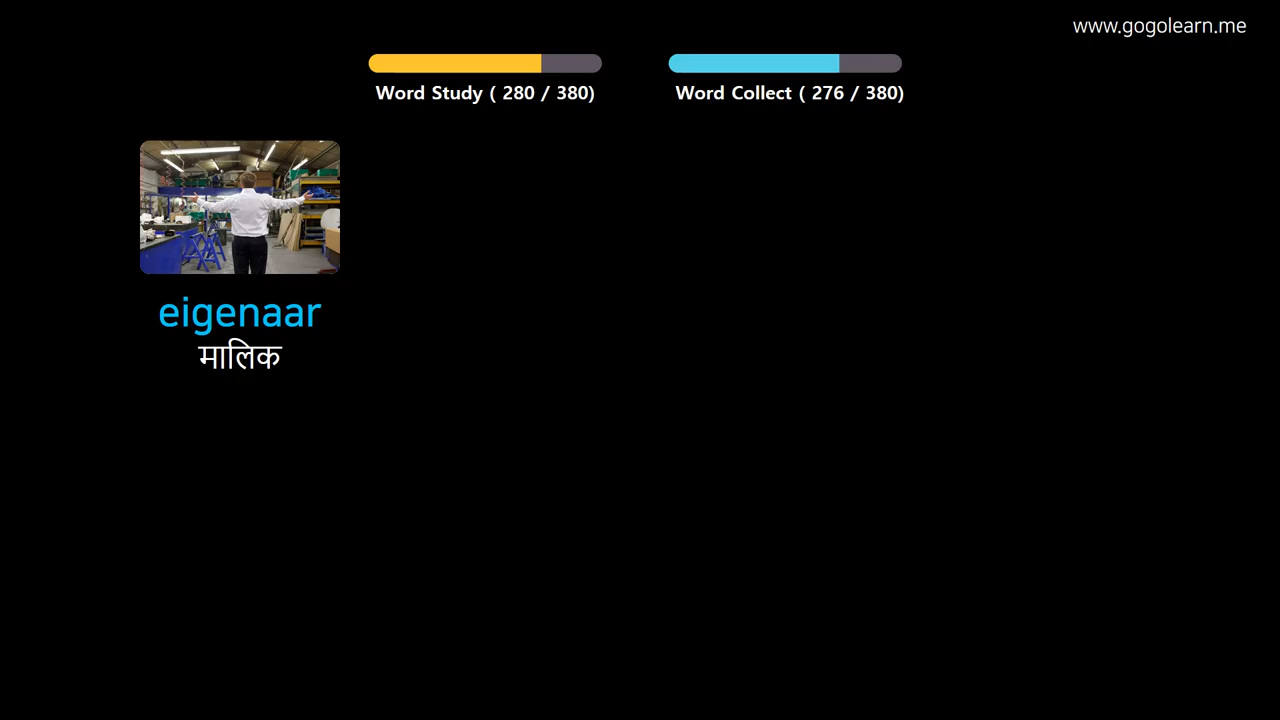 www.gogolearn.me
Word Study ( 280 / 380)
Word Collect ( 276 / 380)
eigenaar
मालिक